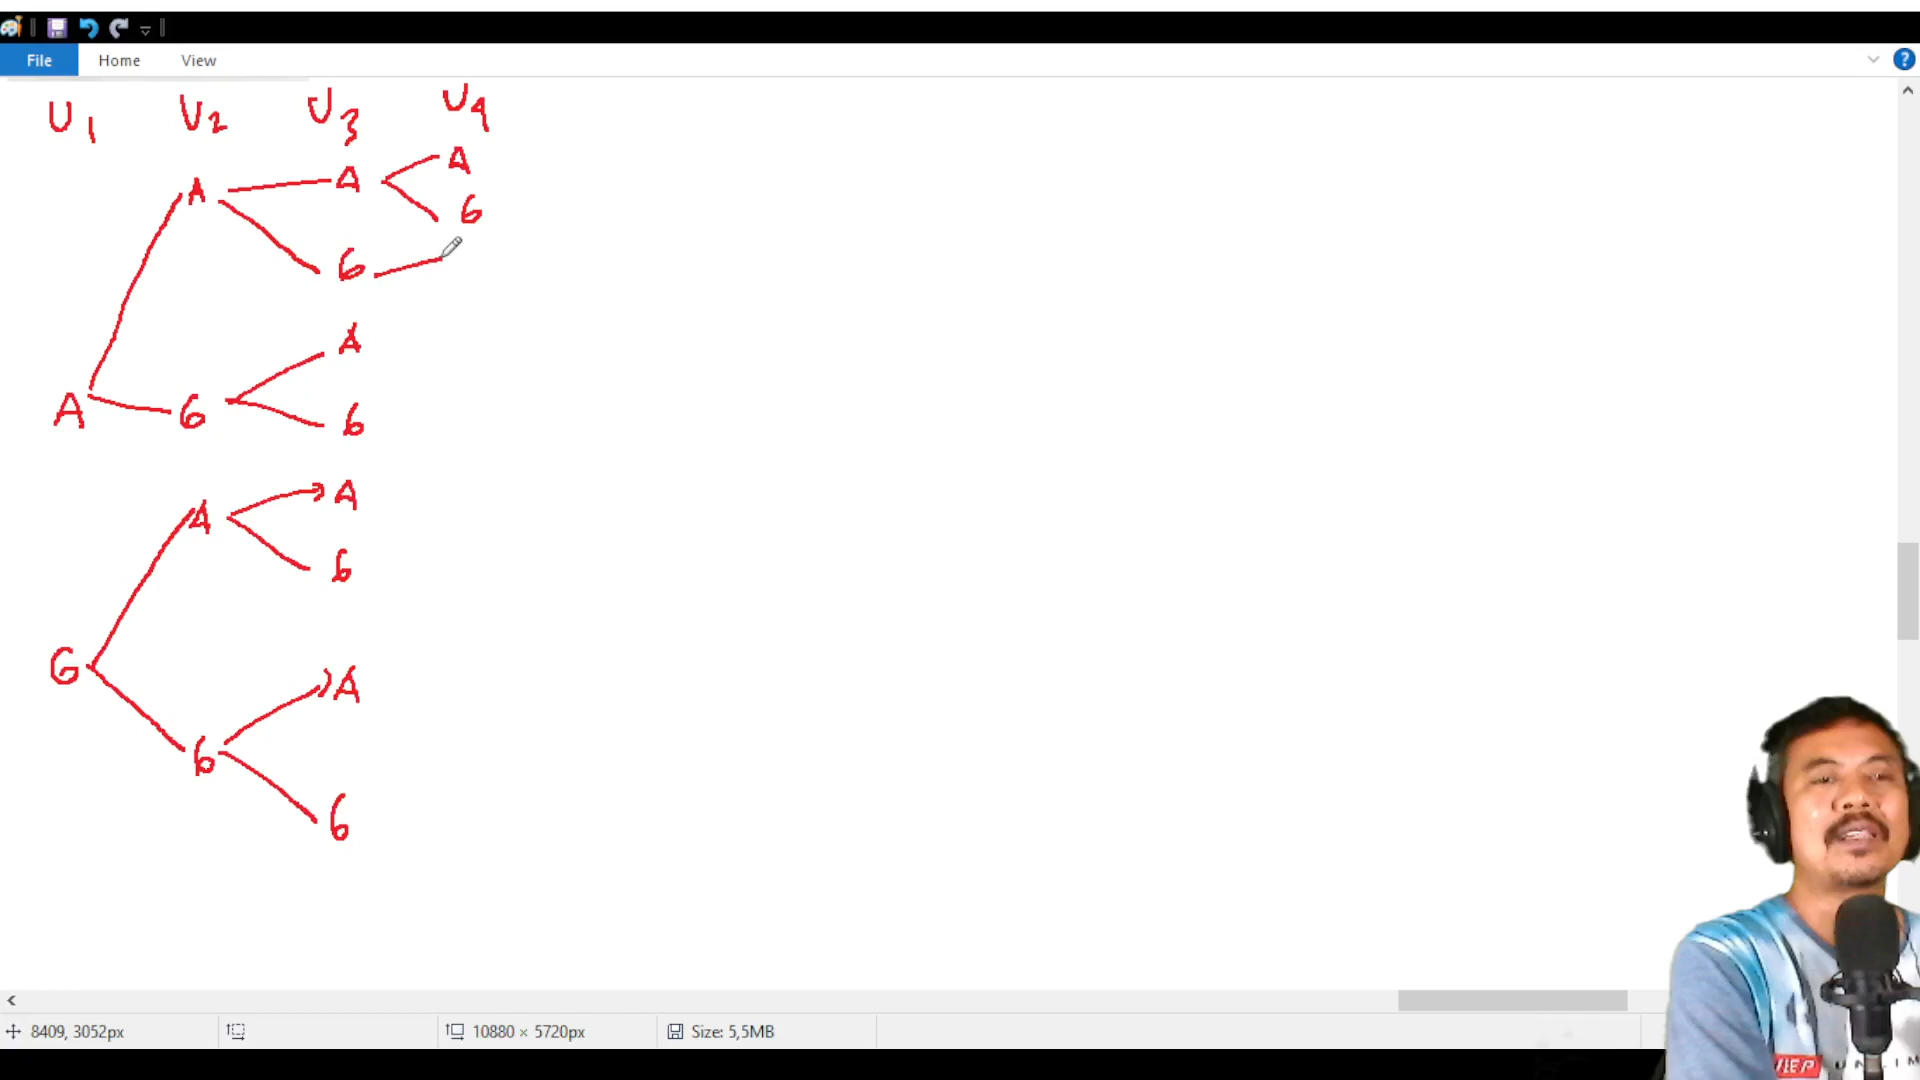 File Home View
U1 U2 U3 U4
A
A A
G
G
A
A G G
A
A
G
G
A
G
G
8409, 3052px 10880 × 5720px Size: 5,5MB